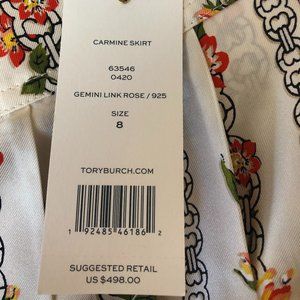 CARMINE SKIRT
63546
0420
GEMINI LINK ROSE / 925
SIZE
8
TORYBURCH.COM
1 92485 46186 2
SUGGESTED RETAIL
US $498.00